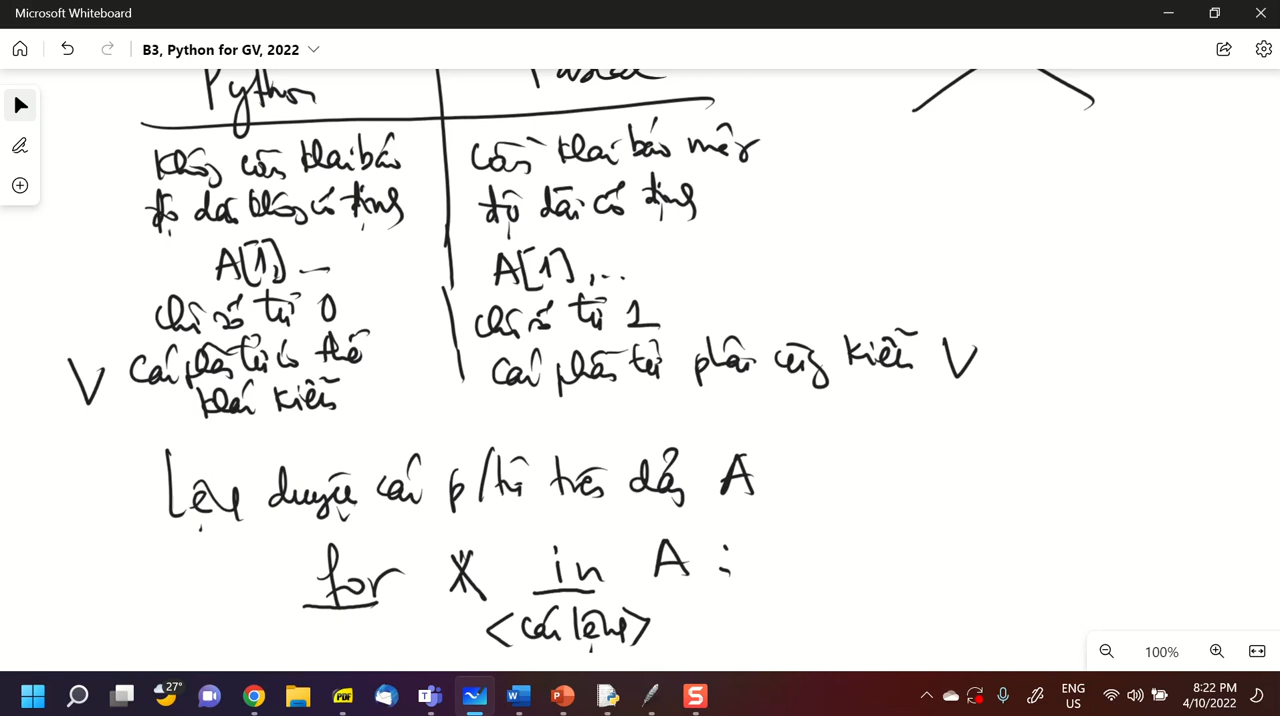 Microsoft Whiteboard
B3, Python for GV, 2022
Python Pascal
Không cần khai báo cần khai báo mảng
độ dài không cố định độ dài cố định
A[1] A[1],...
chỉ số từ 0 chỉ số từ 1
V các phần tử có thể các phần tử phải cùng kiểu V
khác kiểu
Lệnh duyệt các p/tử trên dãy A
for x in A :
<các lệnh>
100%
27°
ENG
US
8:22 PM
4/10/2022